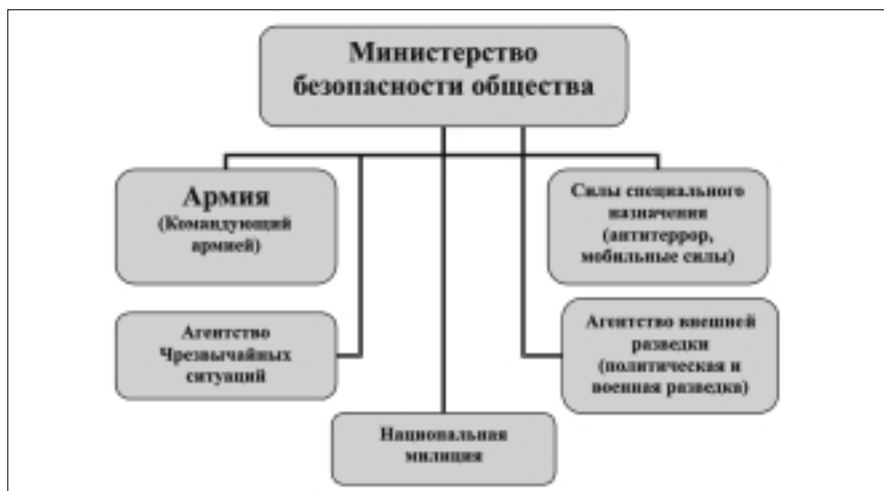 Министерство
безопасности общества
Армия
(Командующий
армией)
Силы специального
назначения
(антитеррор,
мобильные силы)
Агентство
Чрезвычайных
ситуаций
Агентство внешней
разведки
(политическая и
военная разведка)
Национальная
милиция